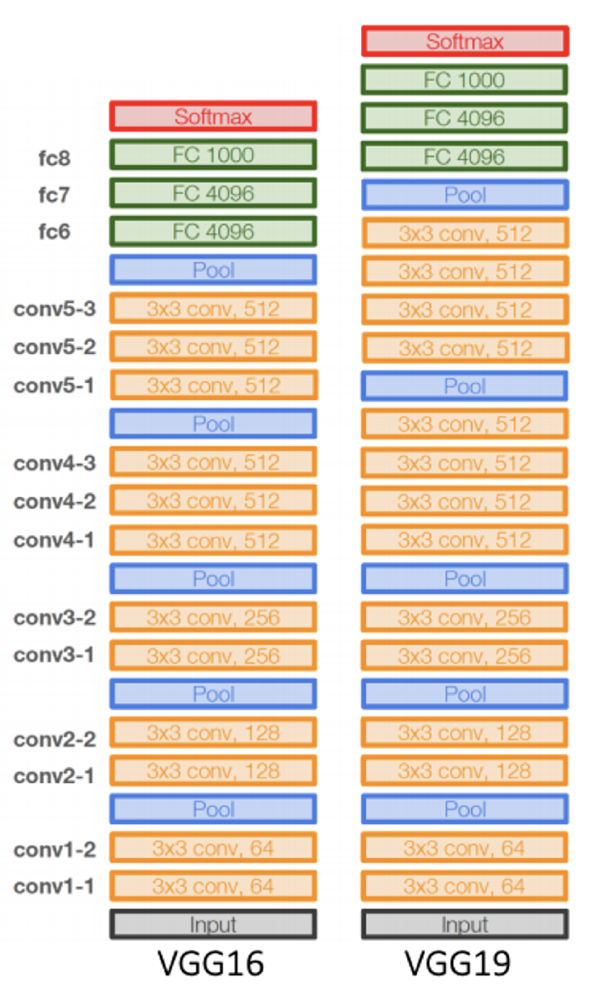 Softmax
FC 1000
Softmax FC 4096
fc8 FC 1000 FC 4096
fc7 FC 4096 Pool
fc6 FC 4096 3x3 conv, 512
Pool 3x3 conv, 512
conv5-3 3x3 conv, 512 3x3 conv, 512
conv5-2 3x3 conv, 512 3x3 conv, 512
conv5-1 3x3 conv, 512 Pool
Pool 3x3 conv, 512
conv4-3 3x3 conv, 512 3x3 conv, 512
conv4-2 3x3 conv, 512 3x3 conv, 512
conv4-1 3x3 conv, 512 3x3 conv, 512
Pool Pool
conv3-2 3x3 conv, 256 3x3 conv, 256
conv3-1 3x3 conv, 256 3x3 conv, 256
Pool Pool
conv2-2 3x3 conv, 128 3x3 conv, 128
conv2-1 3x3 conv, 128 3x3 conv, 128
Pool Pool
conv1-2 3x3 conv, 64 3x3 conv, 64
conv1-1 3x3 conv, 64 3x3 conv, 64
Input Input
VGG16 VGG19